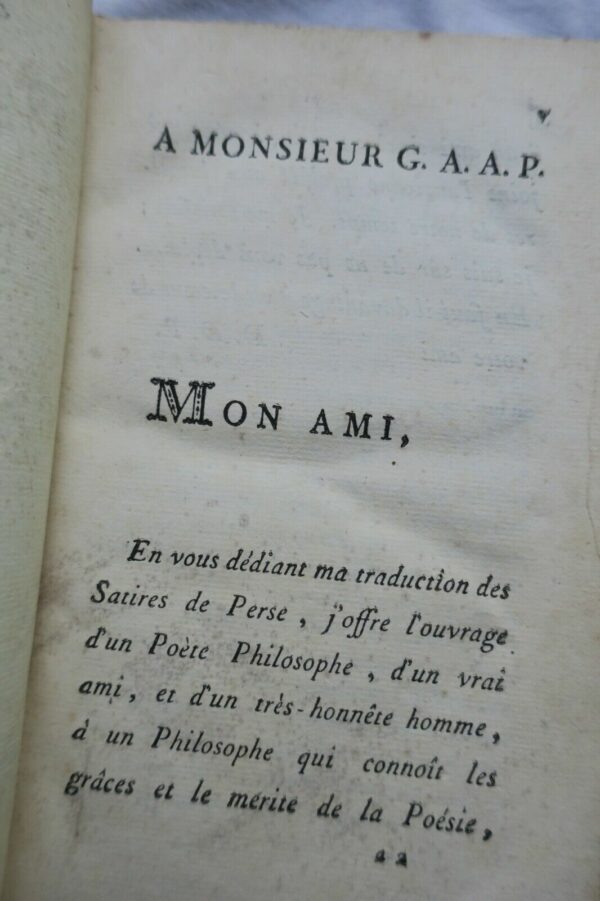 v
A MONSIEUR G. A. A. P.
MON AMI,
En vous dédiant ma traduction des
Satires de Perse, j'offre l'ouvrage
d'un Poète Philosophe, d'un vrai
ami, et d'un très-honnête homme,
à un Philosophe qui connoît les
grâces et le mérite de la Poésie,
aa